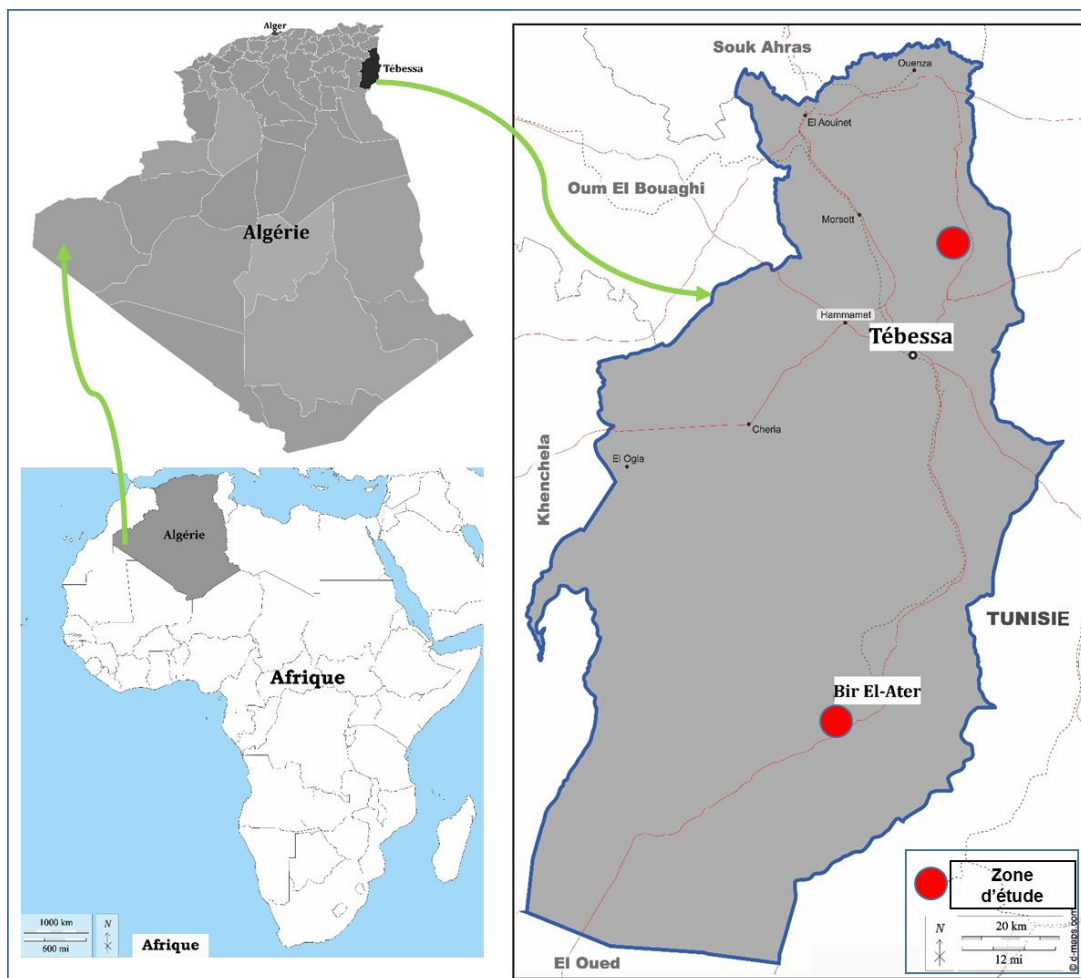 Alger
Tébessa
Algérie
Algérie
Afrique
1000 km
600 mi
N
Afrique
Souk Ahras
Ouenza
El Aouinet
Oum El Bouaghi
Morsott
Hammamet
Tébessa
Cheria
El Ogla
Khenchela
TUNISIE
Bir El-Ater
El Oued
Zone
d'étude
N
20 km
12 mi
© d-maps.com